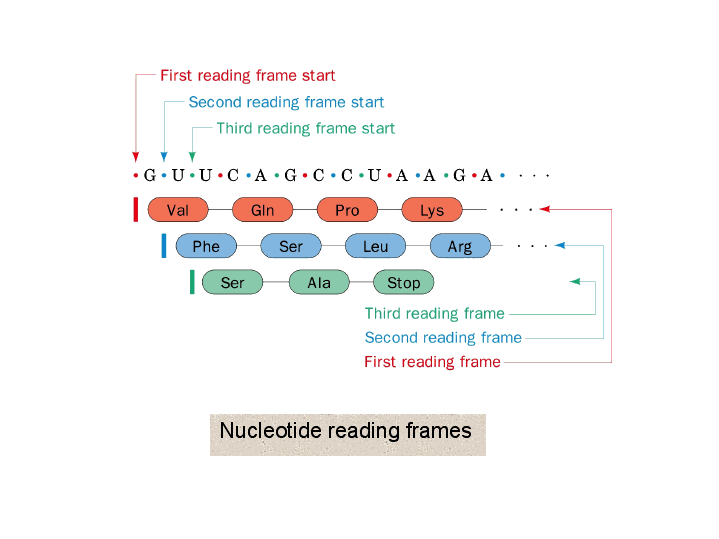 First reading frame start
Second reading frame start
Third reading frame start
·G·U·U·C·A·G·C·C·U·A·A·G·A· · · ·
Val Gln Pro Lys · · ·
Phe Ser Leu Arg · · ·
Ser Ala Stop
Third reading frame
Second reading frame
First reading frame
Nucleotide reading frames